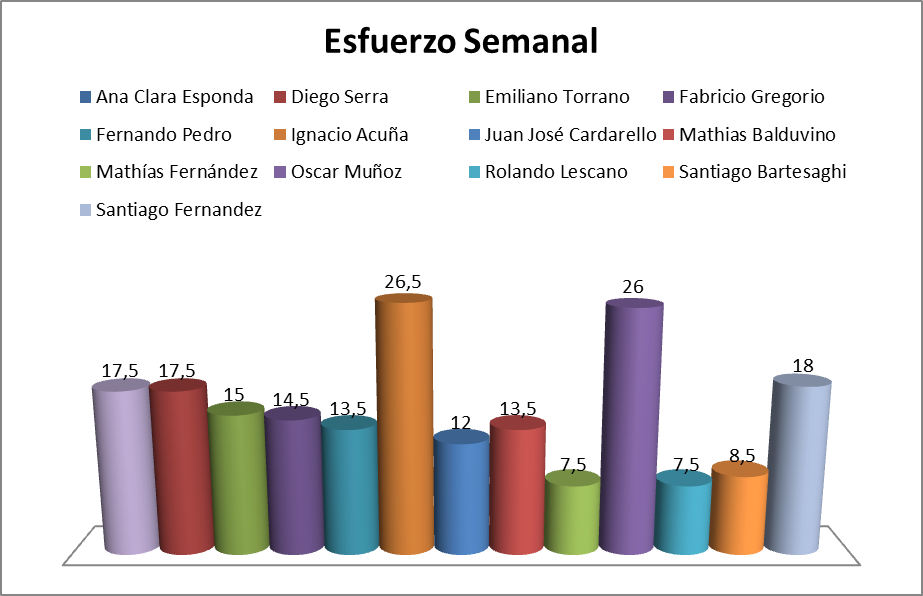 Esfuerzo Semanal
Ana Clara Esponda Diego Serra Emiliano Torrano Fabricio Gregorio
Fernando Pedro Ignacio Acuña Juan José Cardarello Mathias Balduvino
Mathías Fernández Oscar Muñoz Rolando Lescano Santiago Bartesaghi
Santiago Fernandez
26,5
26
17,5 17,5 15 14,5 13,5 12 13,5 7,5 7,5 8,5 18